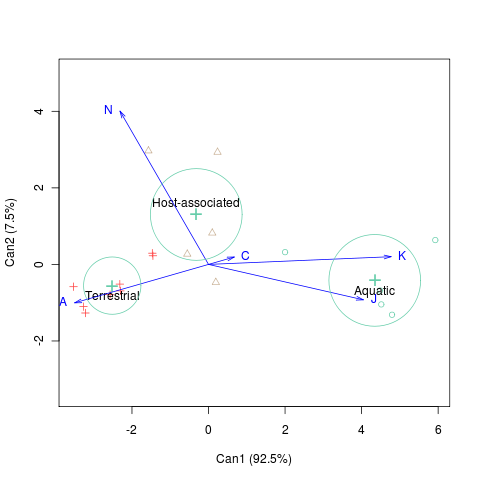 N
Host-associated
C
K
Aquatic
J
Terrestrial
A
4
2
0
-2
-2
0
2
4
6
Can2 (7.5%)
Can1 (92.5%)